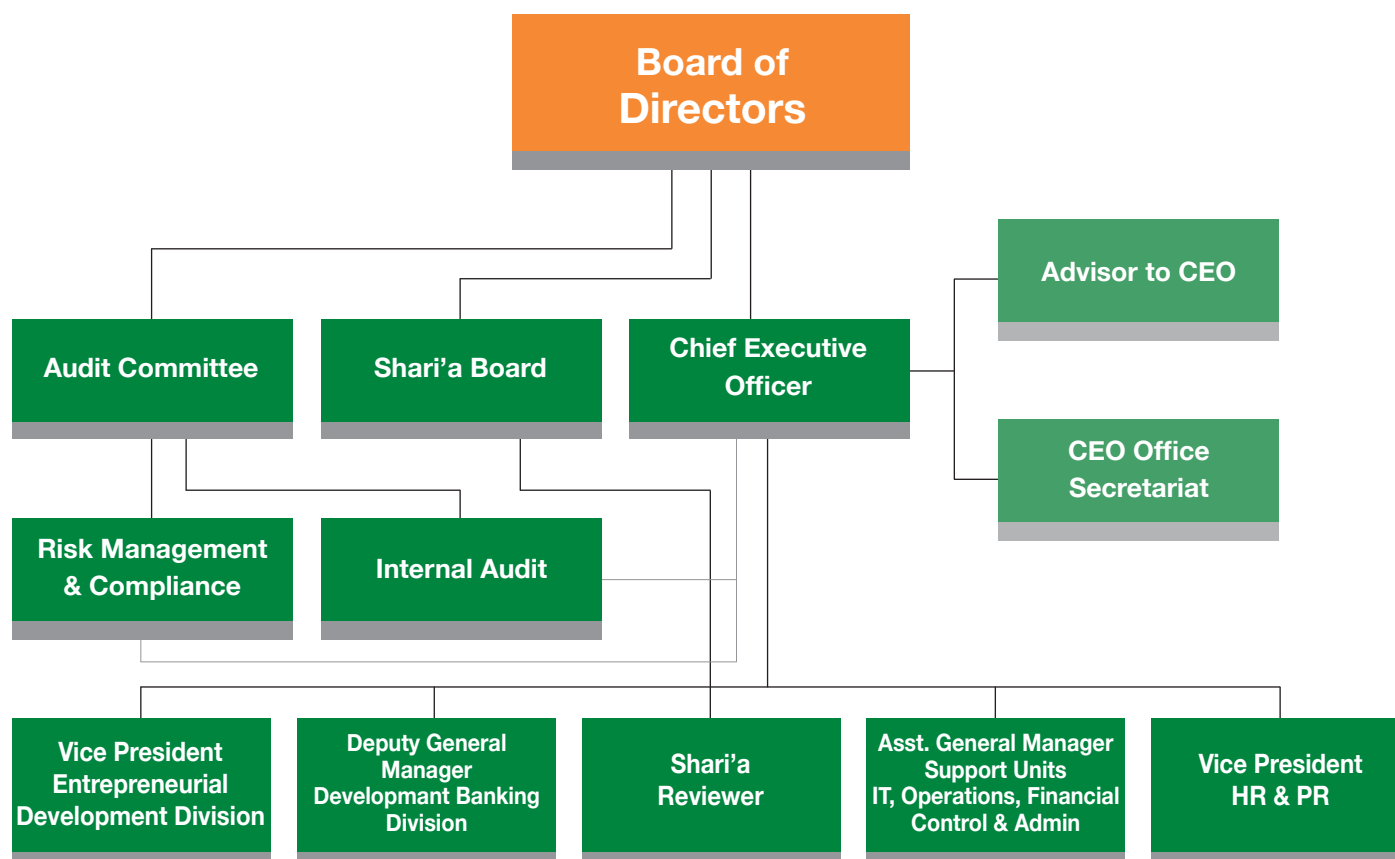 Board of
Directors
Advisor to CEO
Audit Committee
Shari’a Board
Chief Executive
Officer
CEO Office
Secretariat
Risk Management
& Compliance
Internal Audit
Vice President
Entrepreneurial
Development Division
Deputy General
Manager
Developmant Banking
Division
Shari’a
Reviewer
Asst. General Manager
Support Units
IT, Operations, Financial
Control & Admin
Vice President
HR & PR